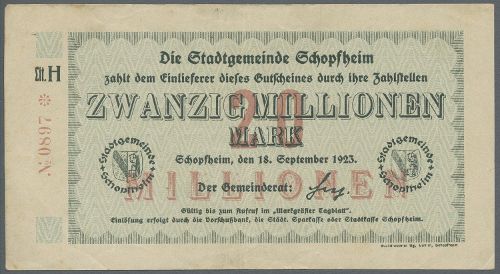 Die Stadtgemeinde Schopfheim
zahlt dem Einlieferer dieses Gutscheines durch ihre Zahlstellen
Lit. H
ZWANZIG MILLIONEN
20
MARK
№ 0897 *
Schopfheim, den 18. September 1923.
Stadtgemeinde
Schopfheim
Stadtgemeinde
Schopfheim
Der Gemeinderat:
MILLIONEN
Gültig bis zum Aufruf im „Markgräfler Tagblatt".
Einlösung erfolgt durch die Vorschußbank, die Städt. Sparkasse oder Stadtkasse Schopfheim.